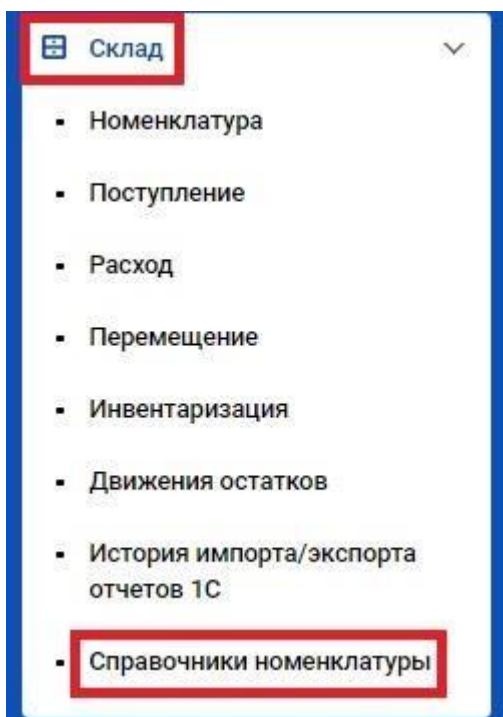 Склад
Номенклатура
Поступление
Расход
Перемещение
Инвентаризация
Движения остатков
История импорта/экспорта
отчетов 1С
Справочники номенклатуры